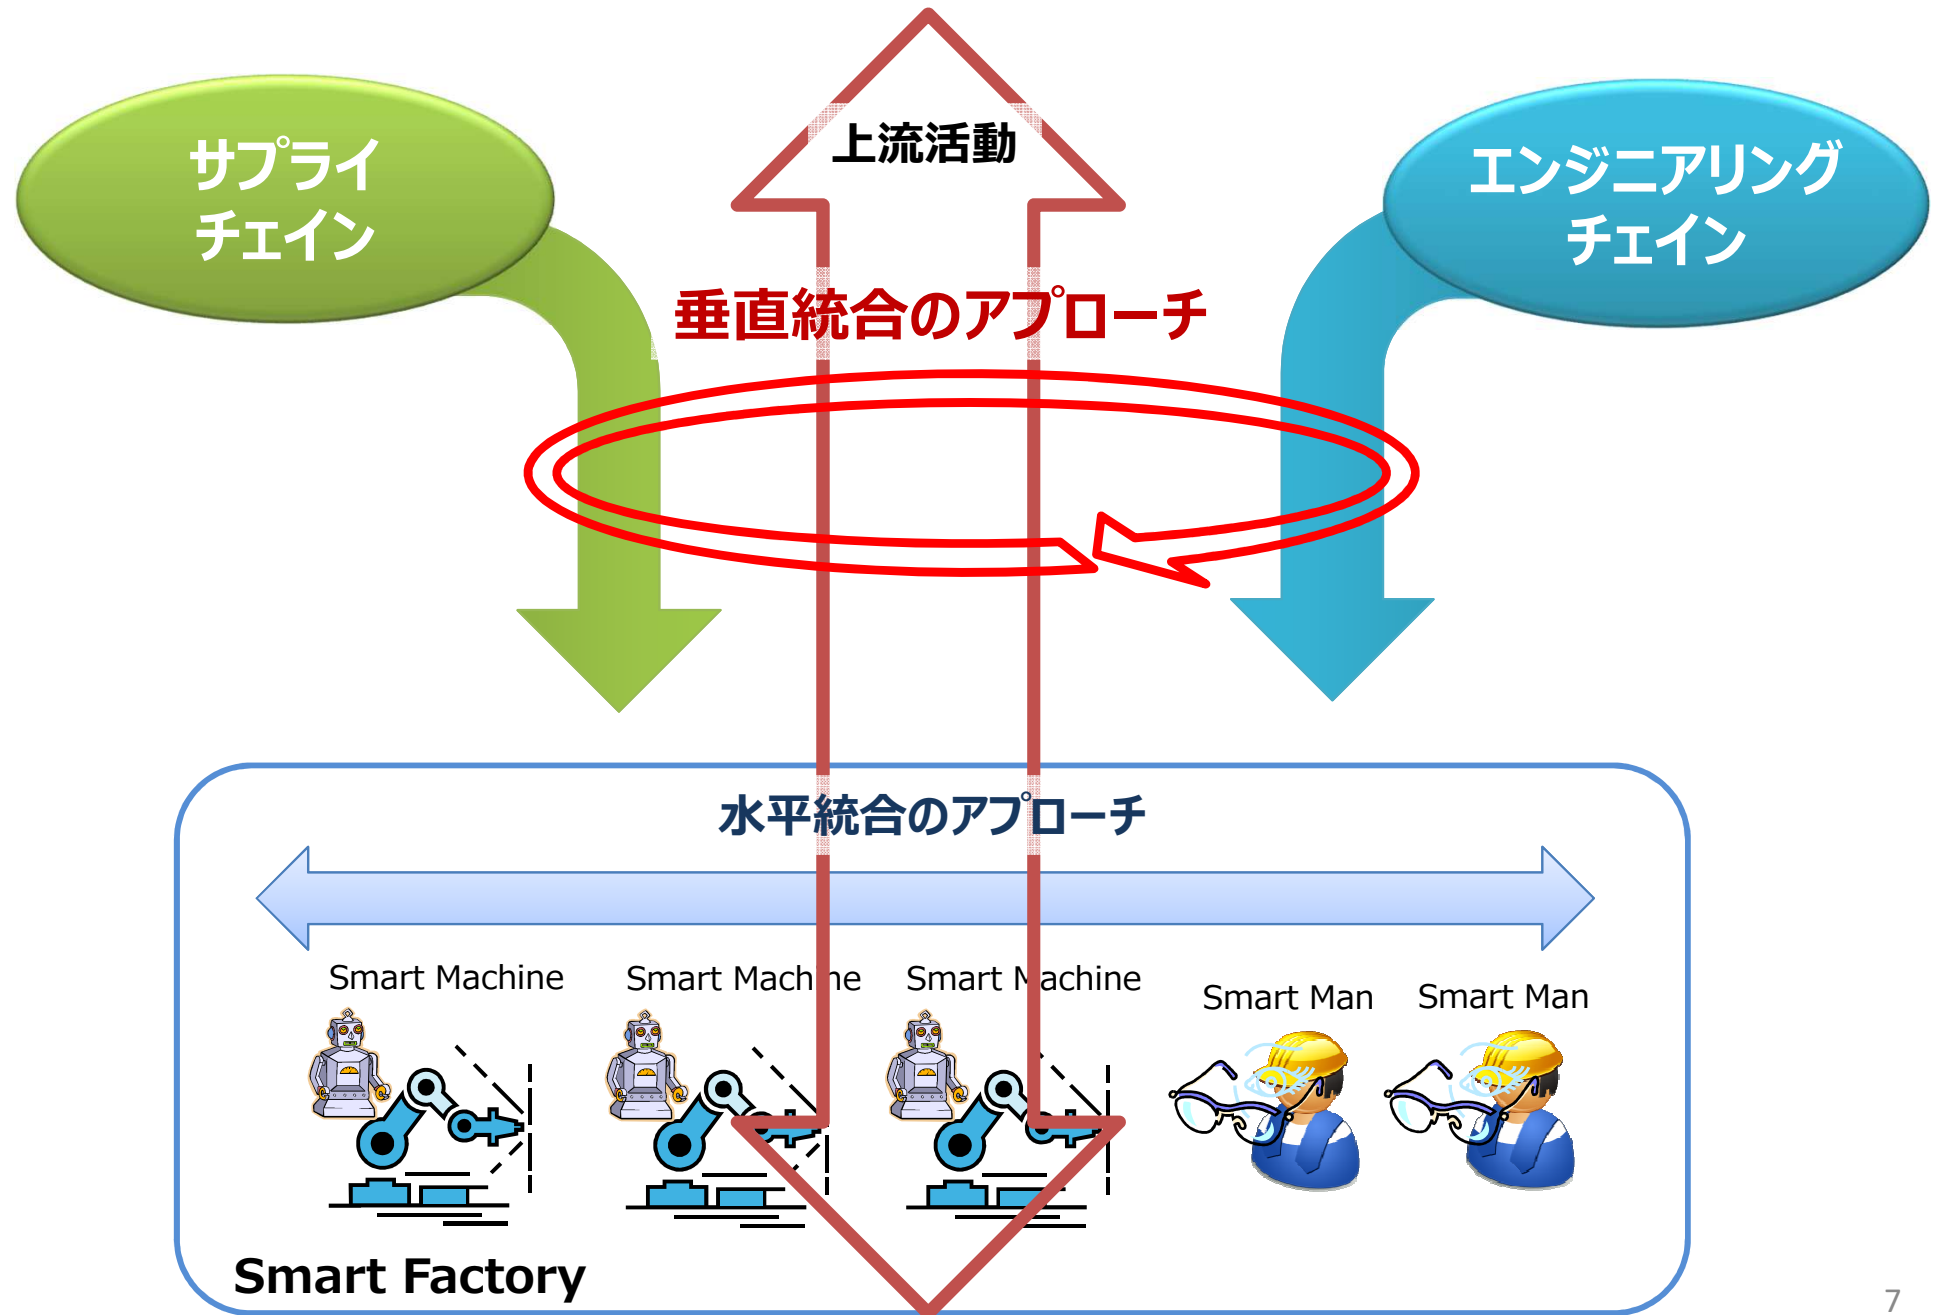 上流活動
サプライ
チェイン
エンジニアリング
チェイン
垂直統合のアプローチ
水平統合のアプローチ
Smart Machine
Smart Machine
Smart Machine
Smart Man
Smart Man
Smart Factory
7